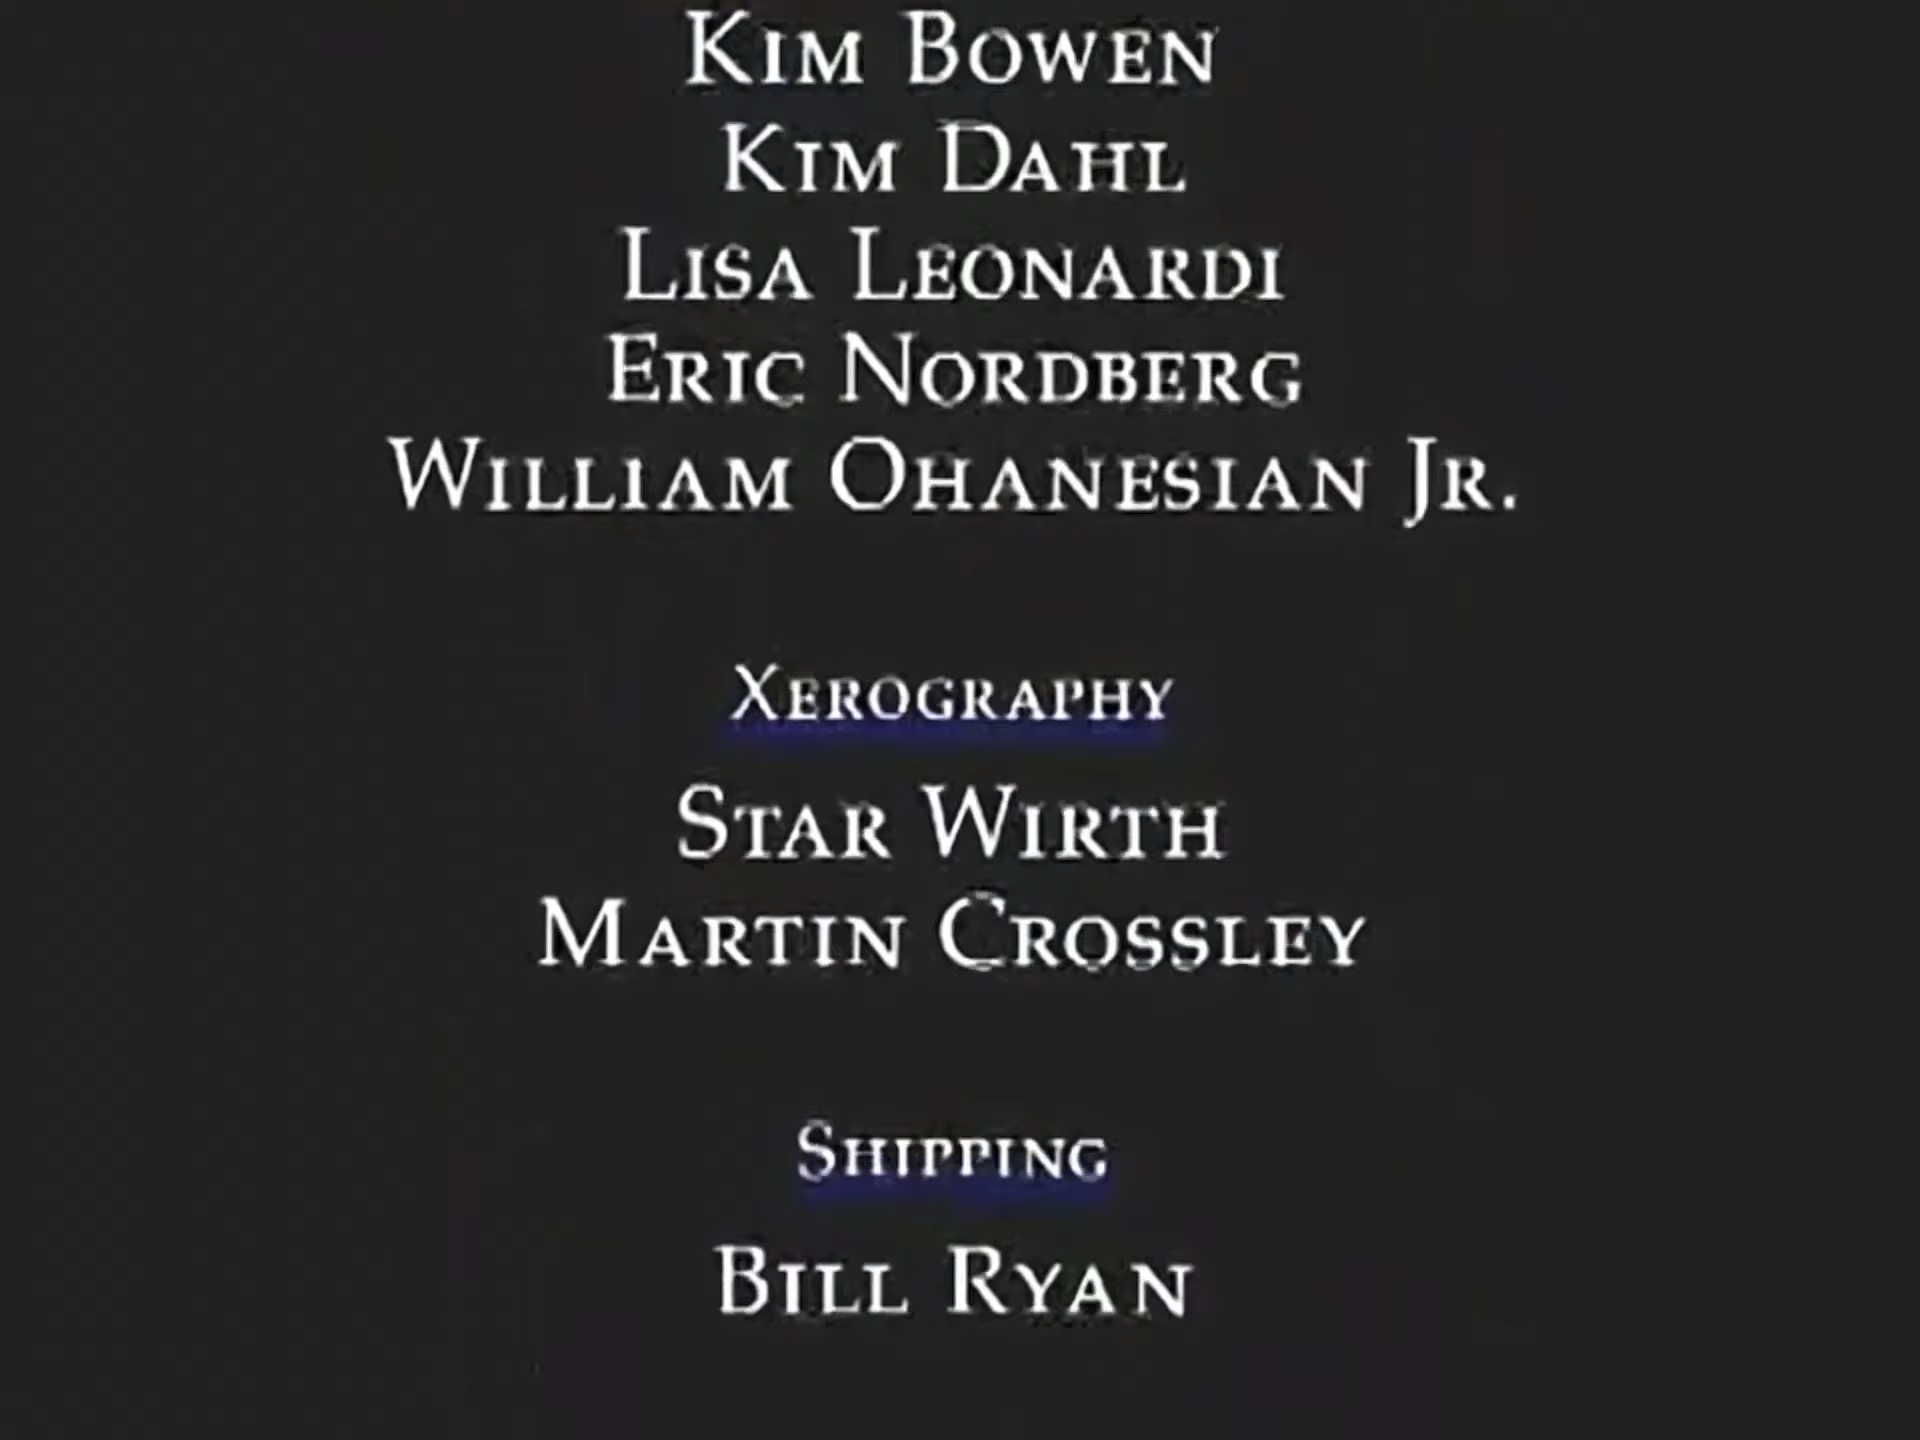 Kim Bowen
Kim Dahl
Lisa Leonardi
Eric Nordberg
William Ohanesian Jr.
Xerography
Star Wirth
Martin Crossley
Shipping
Bill Ryan